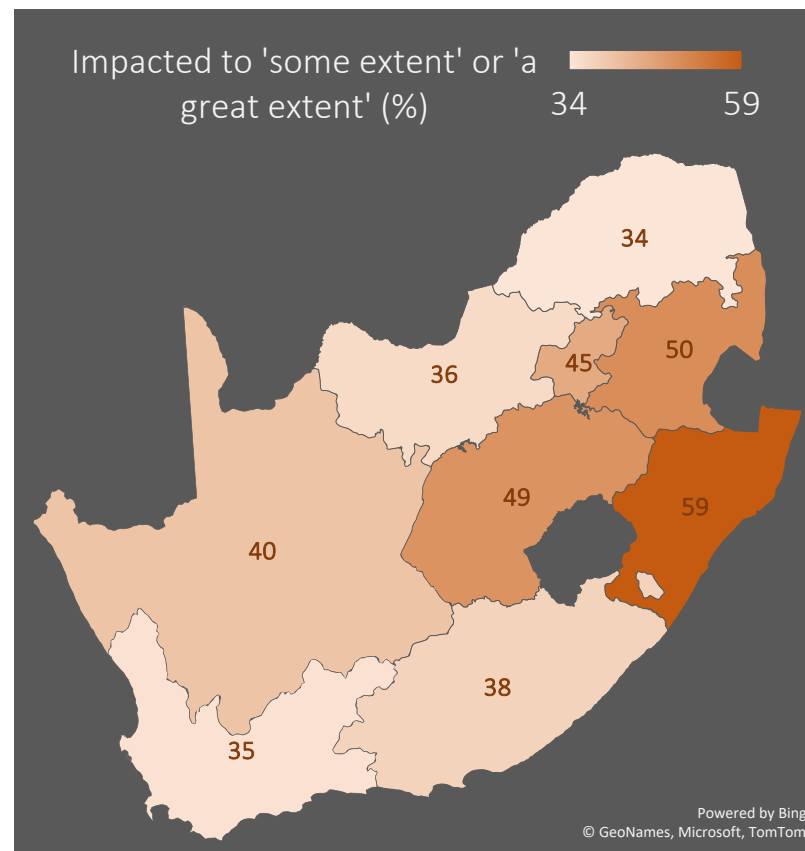 Impacted to 'some extent' or 'a
great extent' (%)
34 59
34
50
45
36
49
59
40
38
35
Powered by Bing
© GeoNames, Microsoft, TomTom